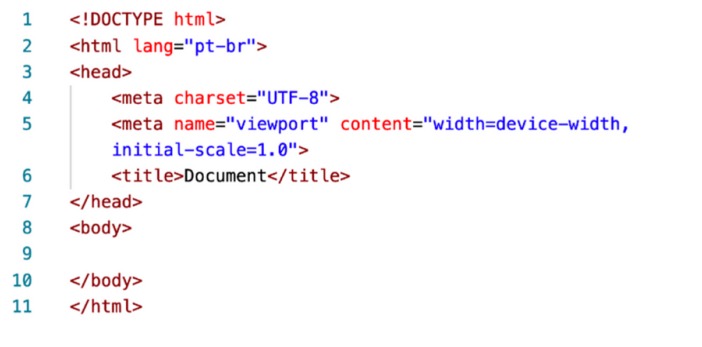 1 <!DOCTYPE html>
2 <html lang="pt-br">
3 <head>
4 <meta charset="UTF-8">
5 <meta name="viewport" content="width=device-width,
initial-scale=1.0">
6 <title>Document</title>
7 </head>
8 <body>
9
10 </body>
11 </html>